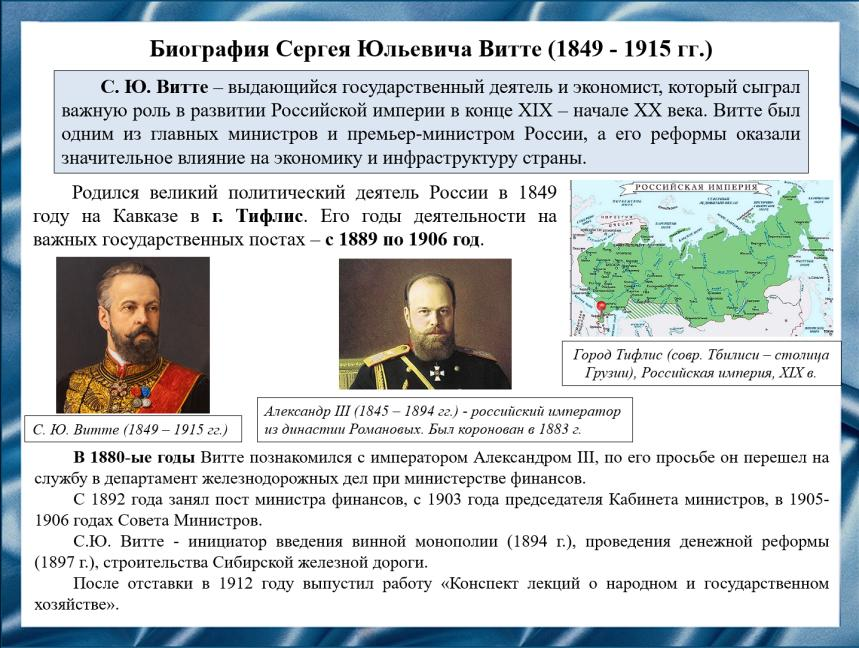 Биография Сергея Юльевича Витте (1849 - 1915 гг.)
С. Ю. Витте – выдающийся государственный деятель и экономист, который сыграл
важную роль в развитии Российской империи в конце XIX – начале XX века. Витте был
одним из главных министров и премьер-министром России, а его реформы оказали
значительное влияние на экономику и инфраструктуру страны.
Родился великий политический деятель России в 1849
году на Кавказе в г. Тифлис. Его годы деятельности на
важных государственных постах – с 1889 по 1906 год.
РОССИЙСКАЯ ИМПЕРИЯ
Город Тифлис (совр. Тбилиси – столица
Грузии), Российская империя, XIX в.
С. Ю. Витте (1849 – 1915 гг.)
Александр III (1845 – 1894 гг.) - российский император
из династии Романовых. Был коронован в 1883 г.
В 1880-ые годы Витте познакомился с императором Александром III, по его просьбе он перешел на
службу в департамент железнодорожных дел при министерстве финансов.
С 1892 года занял пост министра финансов, с 1903 года председателя Кабинета министров, в 1905-
1906 годах Совета Министров.
С.Ю. Витте - инициатор введения винной монополии (1894 г.), проведения денежной реформы
(1897 г.), строительства Сибирской железной дороги.
После отставки в 1912 году выпустил работу «Конспект лекций о народном и государственном
хозяйстве».